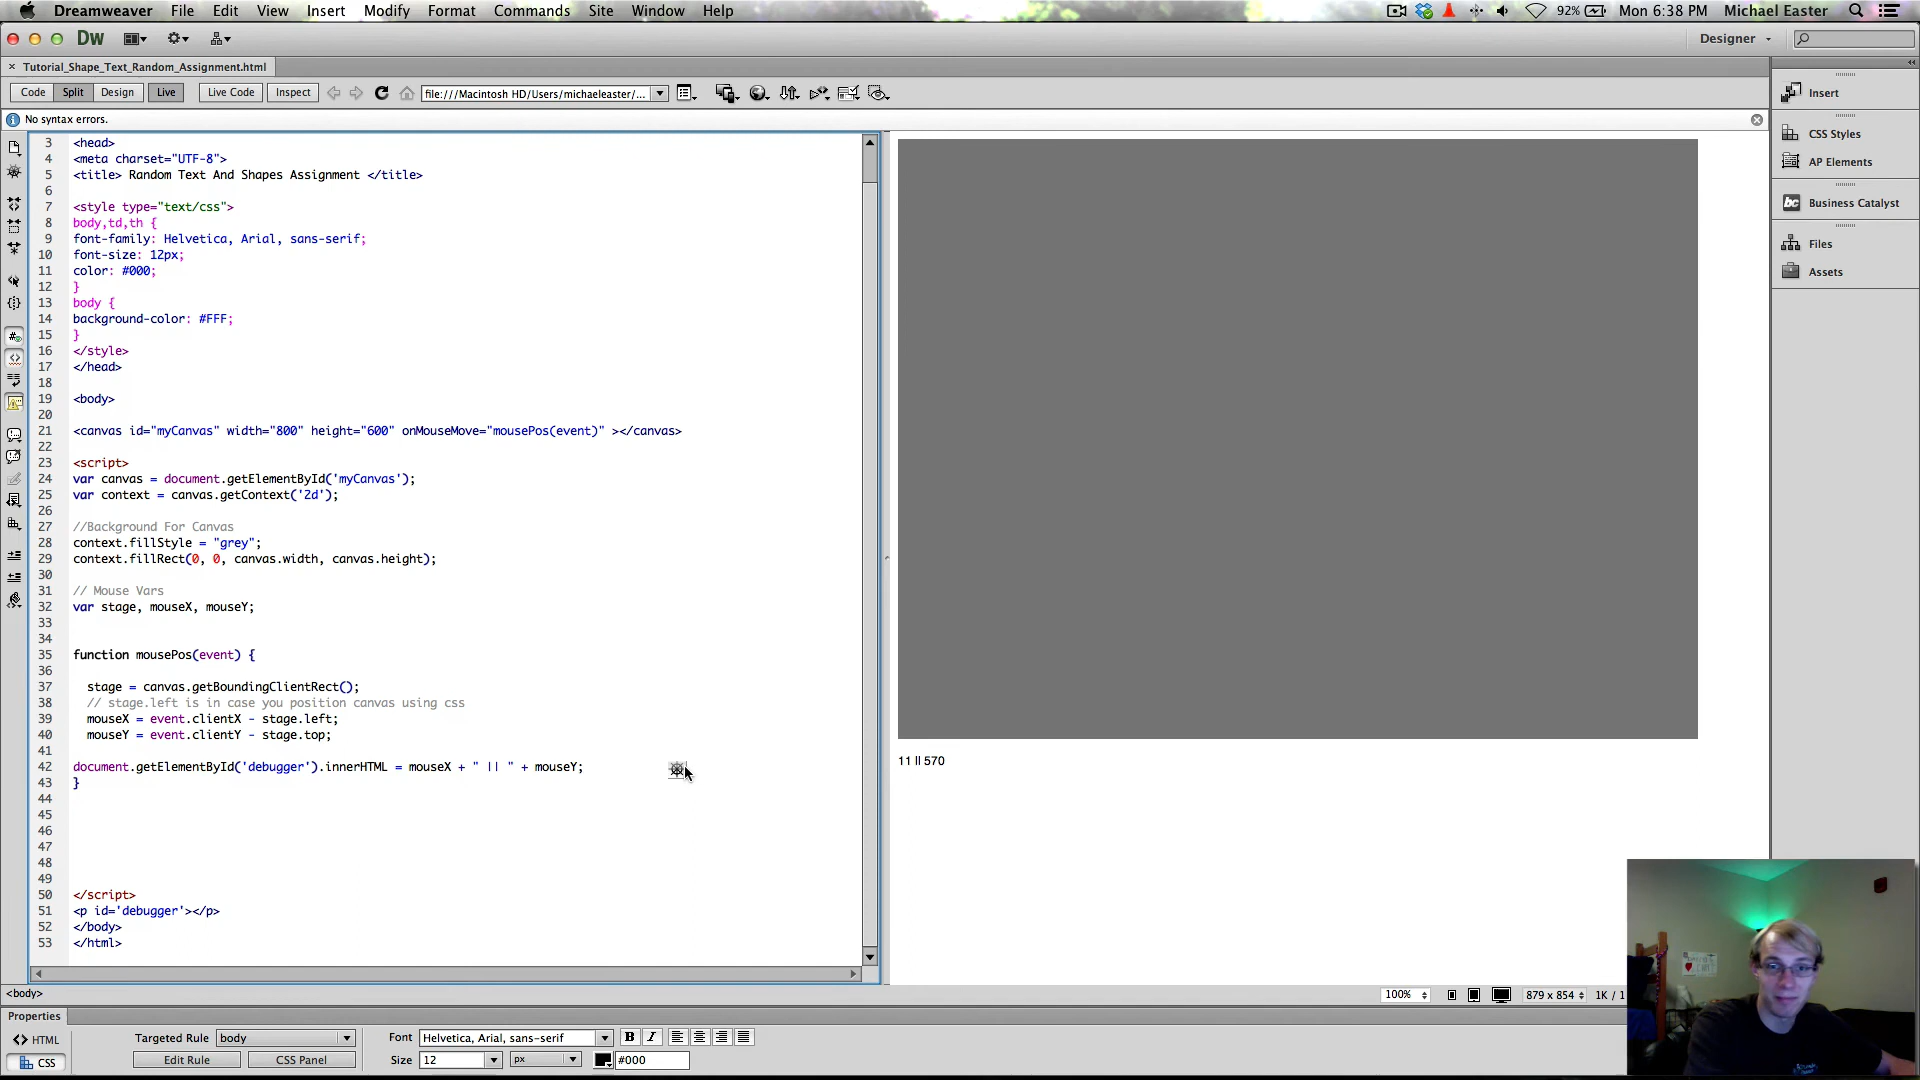 Dreamweaver File Edit View Insert Modify Format Commands Site Window Help 92% Mon 6:38 PM Michael Easter
Dw Designer
Tutorial_Shape_Text_Random_Assignment.html
Code Split Design Live Live Code Inspect file:///Macintosh HD/Users/michaeleaster/...
No syntax errors.
3 <head>
4 <meta charset="UTF-8">
5 <title> Random Text And Shapes Assignment </title>
6
7 <style type="text/css">
8 body,td,th {
9 font-family: Helvetica, Arial, sans-serif;
10 font-size: 12px;
11 color: #000;
12 }
13 body {
14 background-color: #FFF;
15 }
16 </style>
17 </head>
18
19 <body>
20
21 <canvas id="myCanvas" width="800" height="600" onMouseMove="mousePos(event)" ></canvas>
22
23 <script>
24 var canvas = document.getElementById('myCanvas');
25 var context = canvas.getContext('2d');
26
27 //Background For Canvas
28 context.fillStyle = "grey";
29 context.fillRect(0, 0, canvas.width, canvas.height);
30
31 // Mouse Vars
32 var stage, mouseX, mouseY;
33
34
35 function mousePos(event) {
36
37 stage = canvas.getBoundingClientRect();
38 // stage.left is in case you position canvas using css
39 mouseX = event.clientX - stage.left;
40 mouseY = event.clientY - stage.top;
41
42 document.getElementById('debugger').innerHTML = mouseX + " || " + mouseY;
43 }
44
45
46
47
48
49
50 </script>
51 <p id='debugger'></p>
52 </body>
53 </html>
11 || 570
Insert
CSS Styles
AP Elements
bc Business Catalyst
Files
Assets
<body>
100% 879 x 854 1K / 1
Properties
<> HTML
CSS
Targeted Rule body
Edit Rule CSS Panel
Font Helvetica, Arial, sans-serif B I
Size 12 px #000